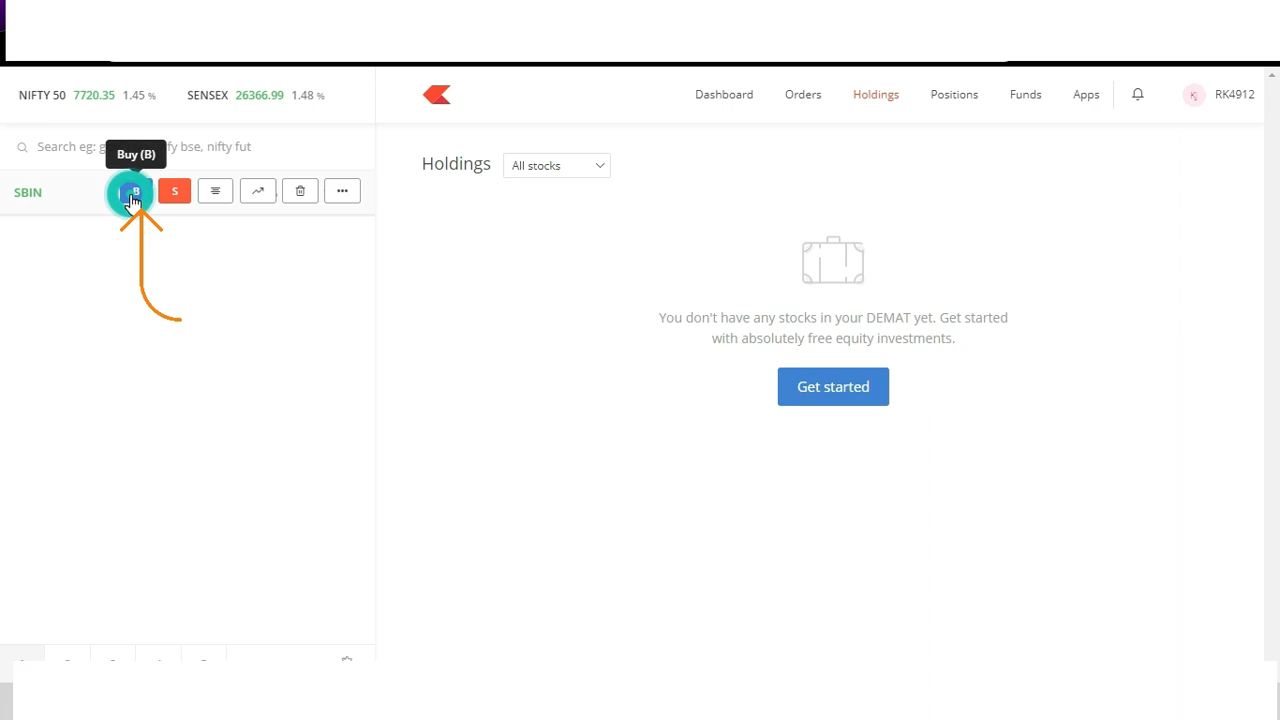 NIFTY 50 7720.35 1.45 % SENSEX 26366.99 1.48 %
Dashboard Orders Holdings Positions Funds Apps RK4912
Buy (B)
Search eg: nifty fut
SBIN B S
Holdings All stocks
You don't have any stocks in your DEMAT yet. Get started
with absolutely free equity investments.
Get started